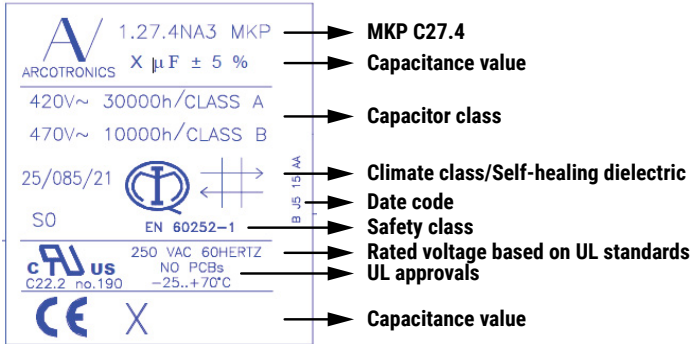 1.27.4NA3 MKP
MKP C27.4
ARCOTRONICS
X µF ± 5 %
Capacitance value
420V~ 30000h/CLASS A
Capacitor class
470V~ 10000h/CLASS B
25/085/21
Climate class/Self-healing dielectric
B J5 15 AA
Date code
S0
EN 60252-1
Safety class
250 VAC 60HERTZ
Rated voltage based on UL standards
c RU US
NO PCBs
UL approvals
C22.2 no.190
-25..+70°C
CE X
Capacitance value